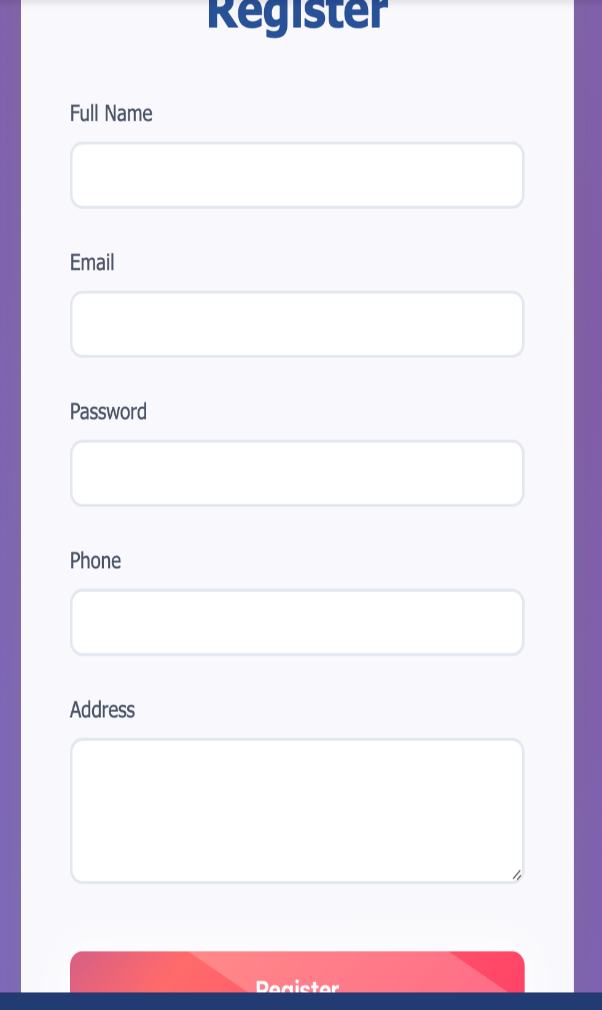 Register
Full Name
Email
Password
Phone
Address
Register